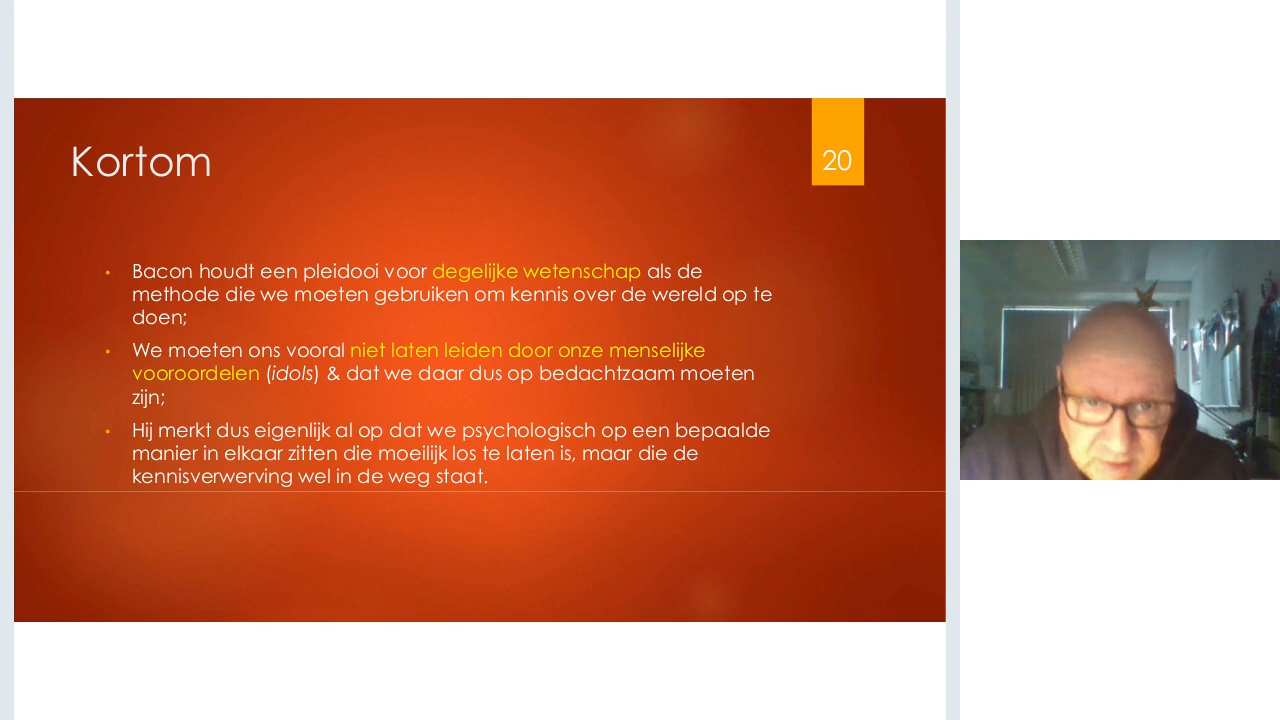 Kortom
20
• Bacon houdt een pleidooi voor degelijke wetenschap als de
methode die we moeten gebruiken om kennis over de wereld op te
doen;
• We moeten ons vooral niet laten leiden door onze menselijke
vooroordelen (idols) & dat we daar dus op bedachtzaam moeten
zijn;
• Hij merkt dus eigenlijk al op dat we psychologisch op een bepaalde
manier in elkaar zitten die moeilijk los te laten is, maar die de
kennisverwerving wel in de weg staat.